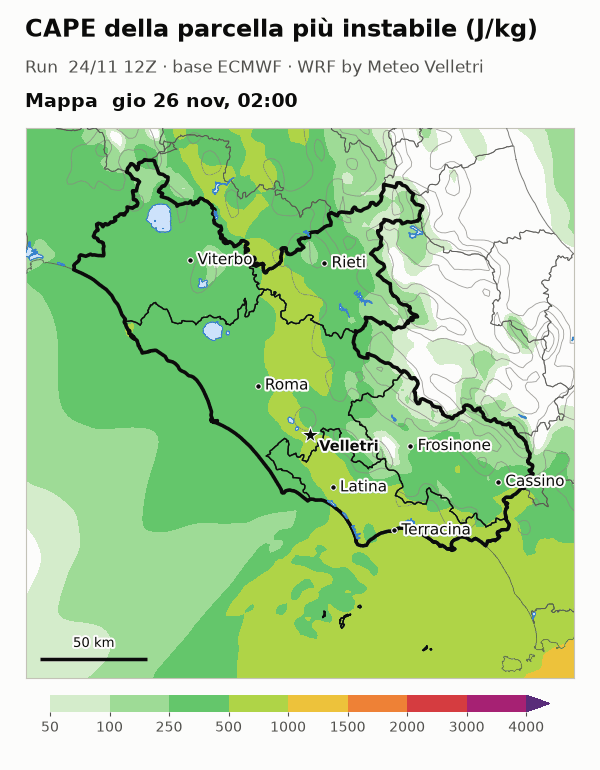 CAPE della parcella più instabile (J/kg)
Run 24/11 12Z · base ECMWF · WRF by Meteo Velletri
Mappa gio 26 nov, 02:00
Viterbo
Rieti
Roma
Velletri
Frosinone
Cassino
Latina
Terracina
50 km
50 100 250 500 1000 1500 2000 3000 4000